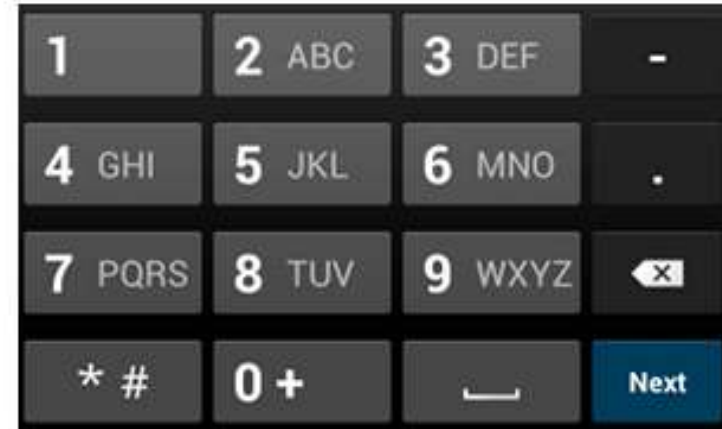 1 2 ABC 3 DEF -
4 GHI 5 JKL 6 MNO .
7 PQRS 8 TUV 9 WXYZ
* # 0 + Next